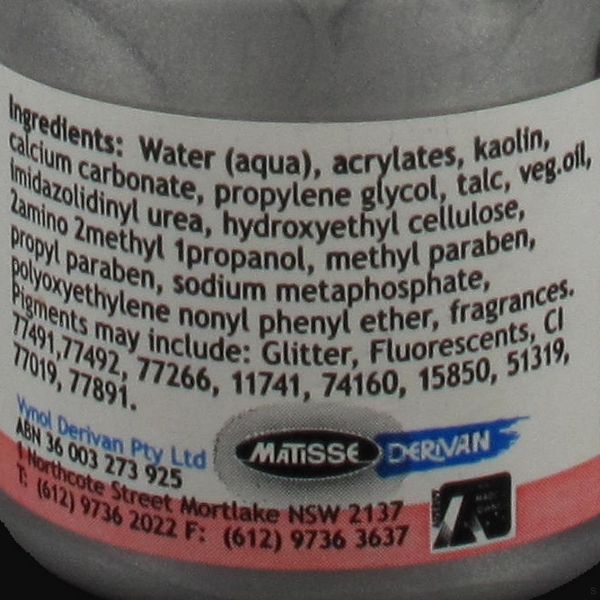 Ingredients: Water (aqua), acrylates, kaolin,
calcium carbonate, propylene glycol, talc, veg.oil,
imidazolidinyl urea, hydroxyethyl cellulose,
2amino 2methyl 1propanol, methyl paraben,
propyl paraben, sodium metaphosphate,
polyoxyethylene nonyl phenyl ether, fragrances.
Pigments may include: Glitter, Fluorescents, CI
77491,77492, 77266, 11741, 74160, 15850, 51319,
77019, 77891.
Vynol Derivan Pty Ltd
ABN 36 003 273 925
MATISSE DERIVAN
1 Northcote Street Mortlake NSW 2137
T: (612) 9736 2022 F: (612) 9736 3637